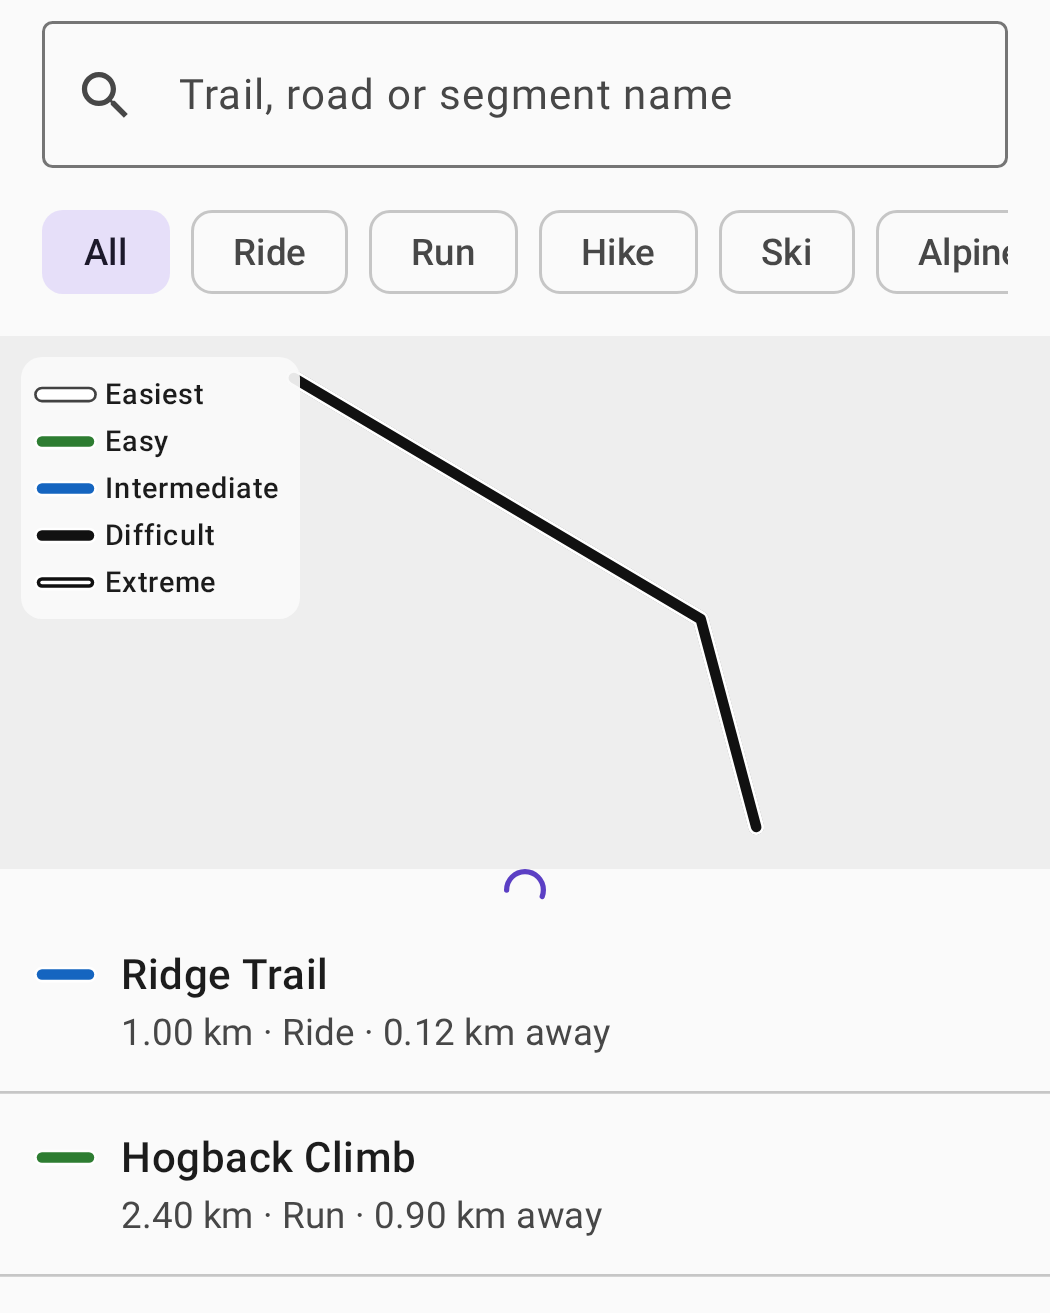 Trail, road or segment name
All Ride Run Hike Ski Alpine
Easiest
Easy
Intermediate
Difficult
Extreme
Ridge Trail
1.00 km · Ride · 0.12 km away
Hogback Climb
2.40 km · Run · 0.90 km away